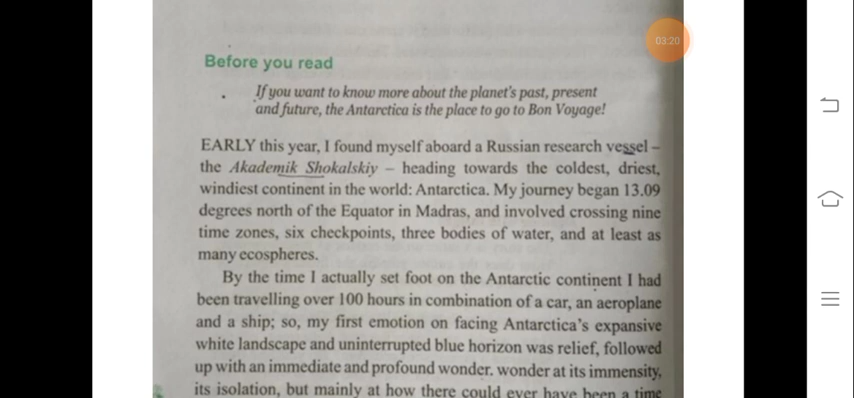 03:20
Before you read
If you want to know more about the planet's past, present
and future, the Antarctica is the place to go to Bon Voyage!
EARLY this year, I found myself aboard a Russian research vessel –
the Akademik Shokalskiy – heading towards the coldest, driest,
windiest continent in the world: Antarctica. My journey began 13.09
degrees north of the Equator in Madras, and involved crossing nine
time zones, six checkpoints, three bodies of water, and at least as
many ecospheres.
By the time I actually set foot on the Antarctic continent I had
been travelling over 100 hours in combination of a car, an aeroplane
and a ship; so, my first emotion on facing Antarctica's expansive
white landscape and uninterrupted blue horizon was relief, followed
up with an immediate and profound wonder. wonder at its immensity,
its isolation, but mainly at how there could ever have been a time